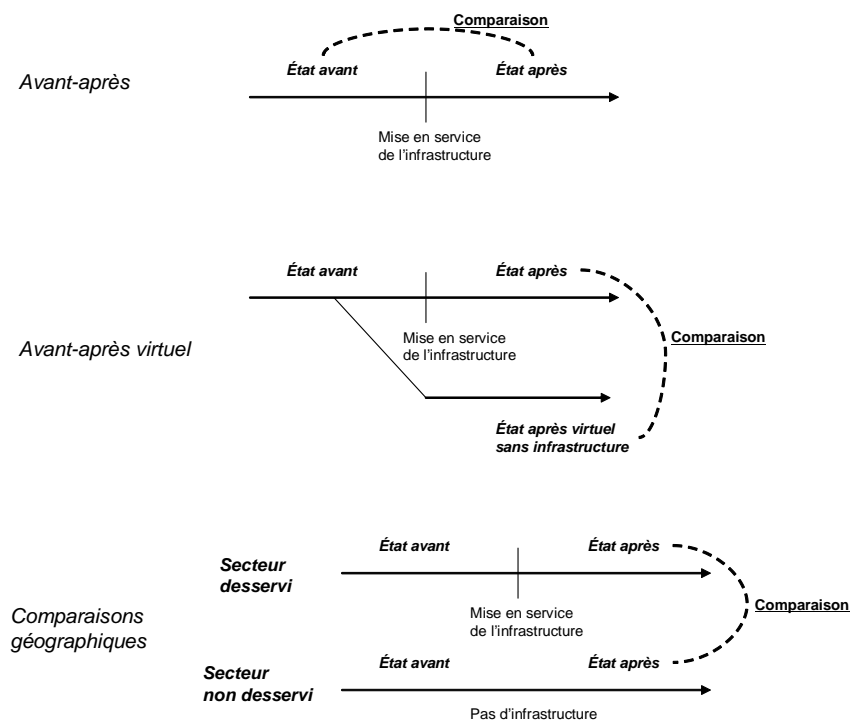 Comparaison
État avant
État après
Avant-après
Mise en service
de l'infrastructure
État avant
État après
Mise en service
de l'infrastructure
Comparaison
Avant-après virtuel
État après virtuel
sans infrastructure
État avant
État après
Secteur
desservi
Mise en service
de l'infrastructure
Comparaison
Comparaisons
géographiques
État avant
État après
Secteur
non desservi
Pas d'infrastructure